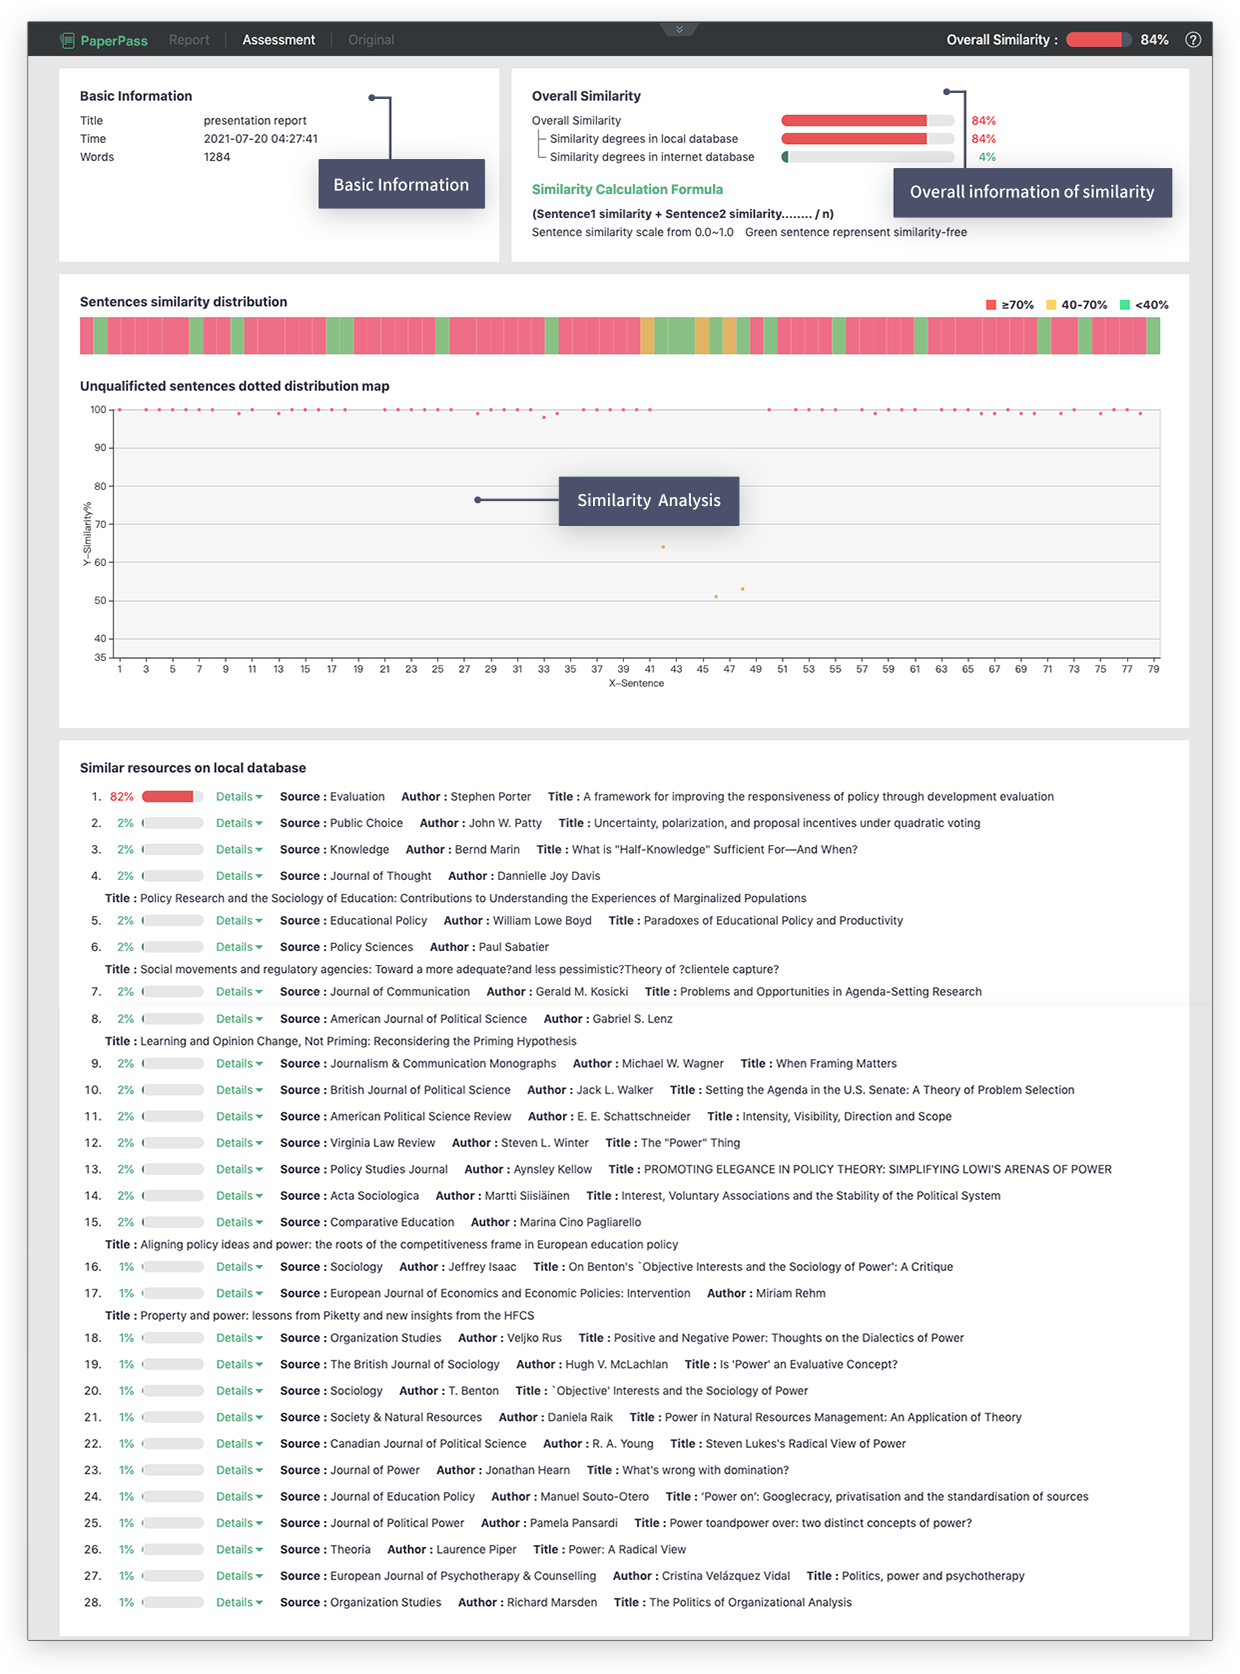 PaperPass Report Assessment Original Overall Similarity : 84% ?
Basic Information
Title presentation report
Time 2021-07-20 04:27:41
Words 1284
Basic Information
Overall Similarity
Overall Similarity 84%
Similarity degrees in local database 84%
Similarity degrees in internet database 4%
Overall information of similarity
Similarity Calculation Formula
(Sentence1 similarity + Sentence2 similarity........ / n)
Sentence similarity scale from 0.0~1.0 Green sentence reprensent similarity-free
Sentences similarity distribution
≥70% 40-70% <40%
Unqualificted sentences dotted distribution map
100
90
80
70
60
50
40
35
Y-Similarity%
Similarity Analysis
1 3 5 7 9 11 13 15 17 19 21 23 25 27 29 31 33 35 37 39 41 43 45 47 49 51 53 55 57 59 61 63 65 67 69 71 73 75 77 79
X-Sentence
Similar resources on local database
1. 82% Details Source : Evaluation Author : Stephen Porter Title : A framework for improving the responsiveness of policy through development evaluation
2. 2% Details Source : Public Choice Author : John W. Patty Title : Uncertainty, polarization, and proposal incentives under quadratic voting
3. 2% Details Source : Knowledge Author : Bernd Marin Title : What is "Half-Knowledge" Sufficient For—And When?
4. 2% Details Source : Journal of Thought Author : Dannielle Joy Davis
Title : Policy Research and the Sociology of Education: Contributions to Understanding the Experiences of Marginalized Populations
5. 2% Details Source : Educational Policy Author : William Lowe Boyd Title : Paradoxes of Educational Policy and Productivity
6. 2% Details Source : Policy Sciences Author : Paul Sabatier
Title : Social movements and regulatory agencies: Toward a more adequate?and less pessimistic?Theory of ?clientele capture?
7. 2% Details Source : Journal of Communication Author : Gerald M. Kosicki Title : Problems and Opportunities in Agenda-Setting Research
8. 2% Details Source : American Journal of Political Science Author : Gabriel S. Lenz
Title : Learning and Opinion Change, Not Priming: Reconsidering the Priming Hypothesis
9. 2% Details Source : Journalism & Communication Monographs Author : Michael W. Wagner Title : When Framing Matters
10. 2% Details Source : British Journal of Political Science Author : Jack L. Walker Title : Setting the Agenda in the U.S. Senate: A Theory of Problem Selection
11. 2% Details Source : American Political Science Review Author : E. E. Schattschneider Title : Intensity, Visibility, Direction and Scope
12. 2% Details Source : Virginia Law Review Author : Steven L. Winter Title : The "Power" Thing
13. 2% Details Source : Policy Studies Journal Author : Aynsley Kellow Title : PROMOTING ELEGANCE IN POLICY THEORY: SIMPLIFYING LOWI'S ARENAS OF POWER
14. 2% Details Source : Acta Sociologica Author : Martti Siisiäinen Title : Interest, Voluntary Associations and the Stability of the Political System
15. 2% Details Source : Comparative Education Author : Marina Cino Pagliarello
Title : Aligning policy ideas and power: the roots of the competitiveness frame in European education policy
16. 1% Details Source : Sociology Author : Jeffrey Isaac Title : On Benton's `Objective Interests and the Sociology of Power': A Critique
17. 1% Details Source : European Journal of Economics and Economic Policies: Intervention Author : Miriam Rehm
Title : Property and power: lessons from Piketty and new insights from the HFCS
18. 1% Details Source : Organization Studies Author : Veljko Rus Title : Positive and Negative Power: Thoughts on the Dialectics of Power
19. 1% Details Source : The British Journal of Sociology Author : Hugh V. McLachlan Title : Is 'Power' an Evaluative Concept?
20. 1% Details Source : Sociology Author : T. Benton Title : `Objective' Interests and the Sociology of Power
21. 1% Details Source : Society & Natural Resources Author : Daniela Raik Title : Power in Natural Resources Management: An Application of Theory
22. 1% Details Source : Canadian Journal of Political Science Author : R. A. Young Title : Steven Lukes's Radical View of Power
23. 1% Details Source : Journal of Power Author : Jonathan Hearn Title : What's wrong with domination?
24. 1% Details Source : Journal of Education Policy Author : Manuel Souto-Otero Title : ‘Power on’: Googlecracy, privatisation and the standardisation of sources
25. 1% Details Source : Journal of Political Power Author : Pamela Pansardi Title : Power toandpower over: two distinct concepts of power?
26. 1% Details Source : Theoria Author : Laurence Piper Title : Power: A Radical View
27. 1% Details Source : European Journal of Psychotherapy & Counselling Author : Cristina Velázquez Vidal Title : Politics, power and psychotherapy
28. 1% Details Source : Organization Studies Author : Richard Marsden Title : The Politics of Organizational Analysis